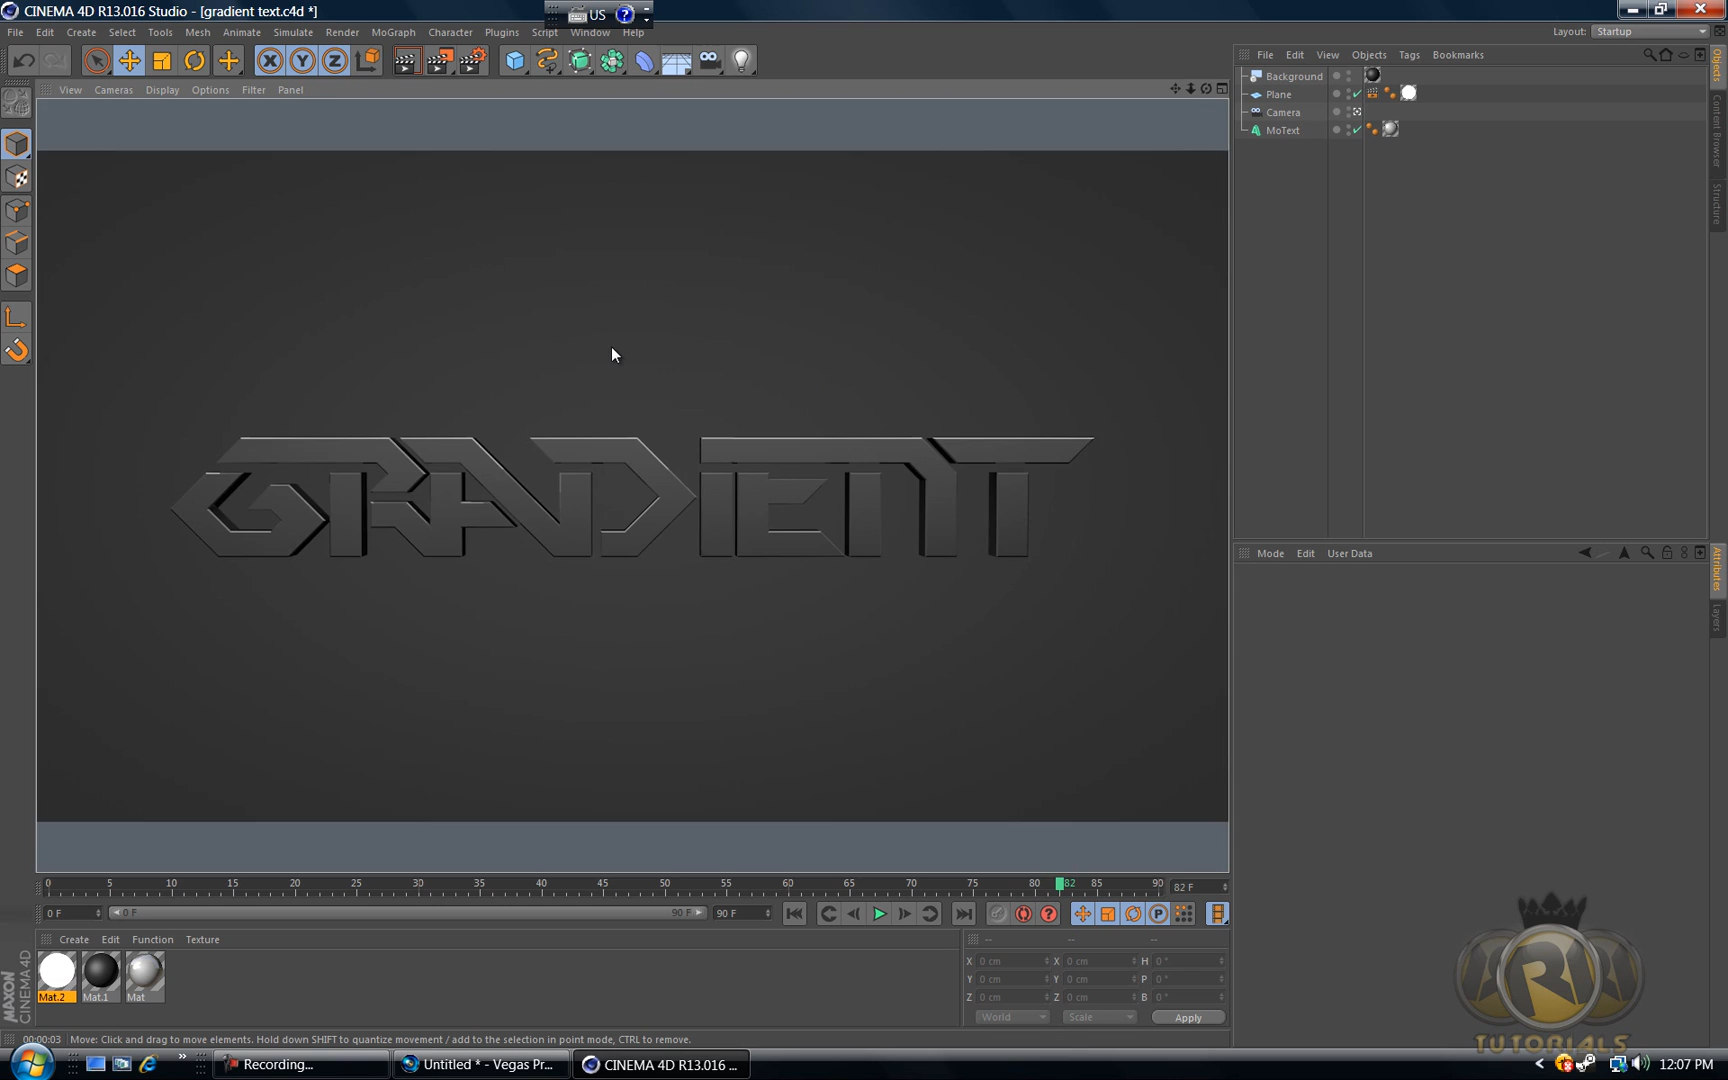 CINEMA 4D R13.016 Studio - [gradient text.c4d *]
US
File Edit Create Select Tools Mesh Animate Simulate Render MoGraph Character Plugins Script Window Help
Layout: Startup
View Cameras Display Options Filter Panel
File Edit View Objects Tags Bookmarks
Background
Plane
Camera
MoText
Objects
Content Browser
Structure
GRADIENT
Mode Edit User Data
Attributes
Layers
0 5 10 15 20 25 30 35 40 45 50 55 60 65 70 75 80 82 85 90 82 F
0 F 0 F 90 F 90 F
Create Edit Function Texture
-- -- --
Mat.2 Mat.1 Mat
X 0 cm X 0 cm H 0 °
Y 0 cm Y 0 cm P 0 °
Z 0 cm Z 0 cm B 0 °
World Scale Apply
MAXON
CINEMA 4D
R
TUTORI4LS
00:00:03 Move: Click and drag to move elements. Hold down SHIFT to quantize movement / add to the selection in point mode, CTRL to remove.
Recording... Untitled * - Vegas Pr... CINEMA 4D R13.016 ... 12:07 PM